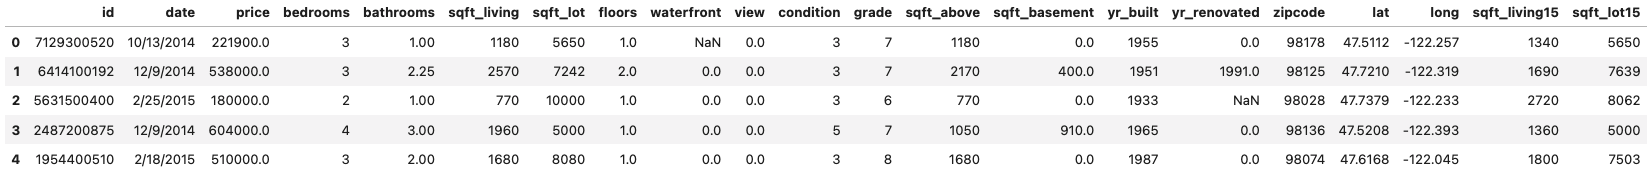 id date price bedrooms bathrooms sqft_living sqft_lot floors waterfront view condition grade sqft_above sqft_basement yr_built yr_renovated zipcode lat long sqft_living15 sqft_lot15
0 7129300520 10/13/2014 221900.0 3 1.00 1180 5650 1.0 NaN 0.0 3 7 1180 0.0 1955 0.0 98178 47.5112 -122.257 1340 5650
1 6414100192 12/9/2014 538000.0 3 2.25 2570 7242 2.0 0.0 0.0 3 7 2170 400.0 1951 1991.0 98125 47.7210 -122.319 1690 7639
2 5631500400 2/25/2015 180000.0 2 1.00 770 10000 1.0 0.0 0.0 3 6 770 0.0 1933 NaN 98028 47.7379 -122.233 2720 8062
3 2487200875 12/9/2014 604000.0 4 3.00 1960 5000 1.0 0.0 0.0 5 7 1050 910.0 1965 0.0 98136 47.5208 -122.393 1360 5000
4 1954400510 2/18/2015 510000.0 3 2.00 1680 8080 1.0 0.0 0.0 3 8 1680 0.0 1987 0.0 98074 47.6168 -122.045 1800 7503